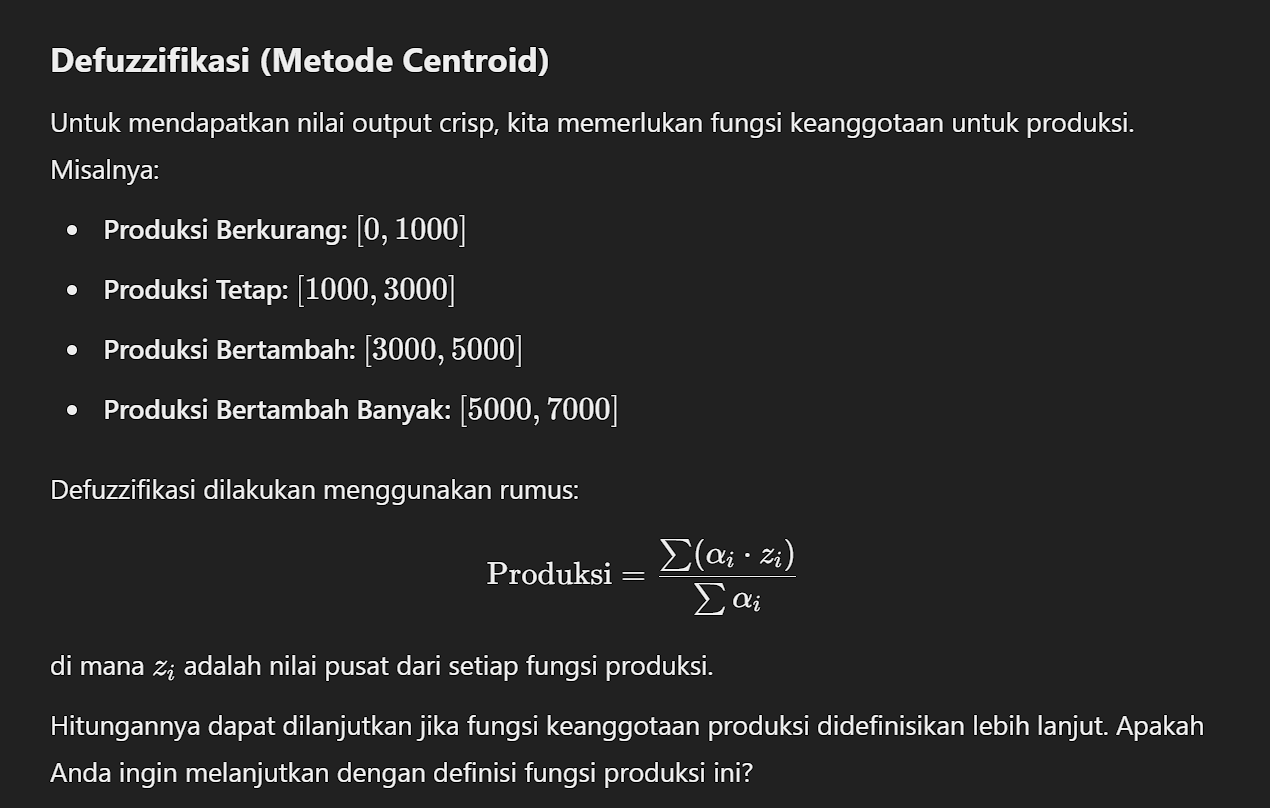 Defuzzifikasi (Metode Centroid)
Untuk mendapatkan nilai output crisp, kita memerlukan fungsi keanggotaan untuk produksi.
Misalnya:
• Produksi Berkurang: [0, 1000]
• Produksi Tetap: [1000, 3000]
• Produksi Bertambah: [3000, 5000]
• Produksi Bertambah Banyak: [5000, 7000]
Defuzzifikasi dilakukan menggunakan rumus:
Produksi = ∑(αᵢ · zᵢ) / ∑ αᵢ
di mana zᵢ adalah nilai pusat dari setiap fungsi produksi.
Hitungannya dapat dilanjutkan jika fungsi keanggotaan produksi didefinisikan lebih lanjut. Apakah
Anda ingin melanjutkan dengan definisi fungsi produksi ini?